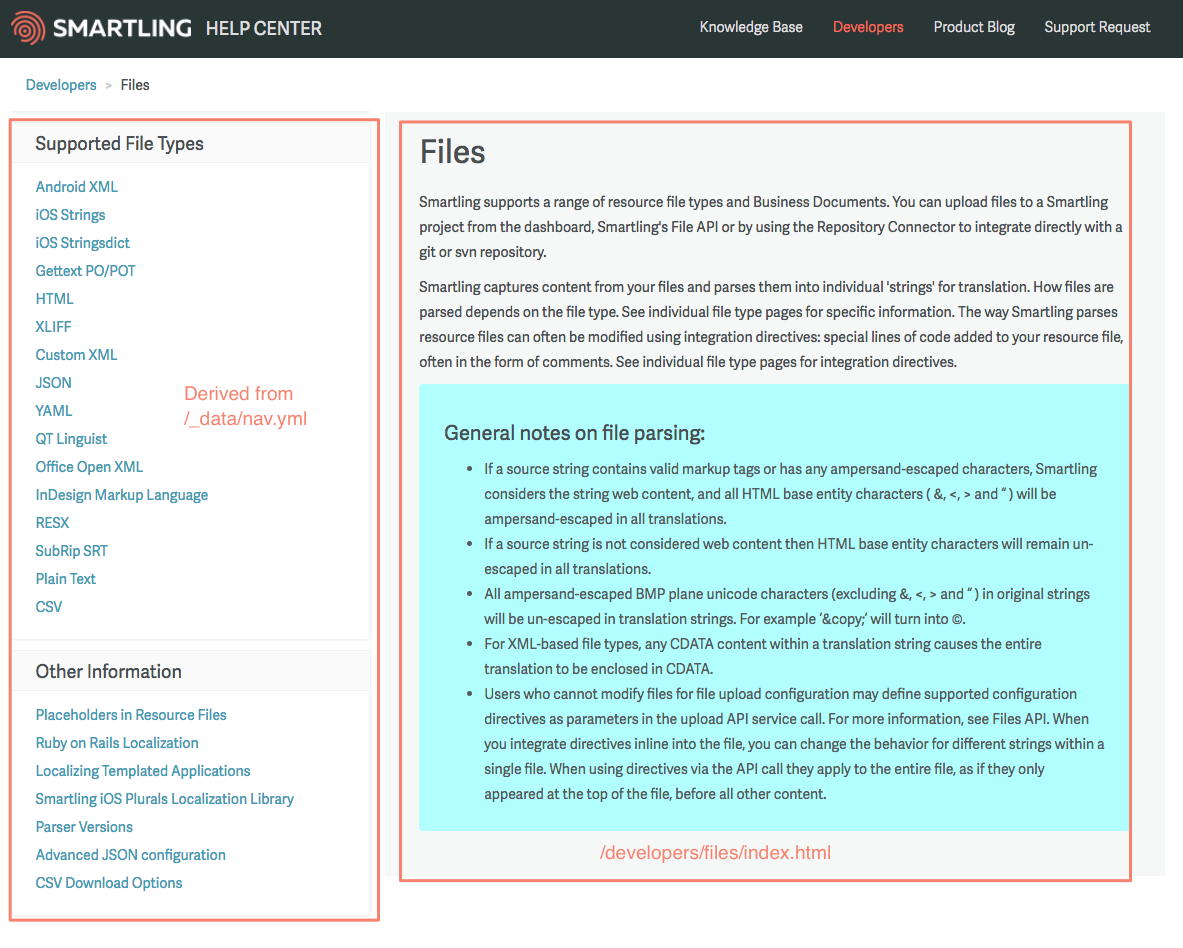 SMARTLING HELP CENTER
Knowledge Base Developers Product Blog Support Request
Developers > Files
Supported File Types
Android XML
iOS Strings
iOS Stringsdict
Gettext PO/POT
HTML
XLIFF
Custom XML
JSON
YAML
QT Linguist
Office Open XML
InDesign Markup Language
RESX
SubRip SRT
Plain Text
CSV
Derived from
/_data/nav.yml
Other Information
Placeholders in Resource Files
Ruby on Rails Localization
Localizing Templated Applications
Smartling iOS Plurals Localization Library
Parser Versions
Advanced JSON configuration
CSV Download Options
Files
Smartling supports a range of resource file types and Business Documents. You can upload files to a Smartling
project from the dashboard, Smartling's File API or by using the Repository Connector to integrate directly with a
git or svn repository.
Smartling captures content from your files and parses them into individual 'strings' for translation. How files are
parsed depends on the file type. See individual file type pages for specific information. The way Smartling parses
resource files can often be modified using integration directives: special lines of code added to your resource file,
often in the form of comments. See individual file type pages for integration directives.
General notes on file parsing:
• If a source string contains valid markup tags or has any ampersand-escaped characters, Smartling
considers the string web content, and all HTML base entity characters ( &, <, > and “ ) will be
ampersand-escaped in all translations.
• If a source string is not considered web content then HTML base entity characters will remain un-
escaped in all translations.
• All ampersand-escaped BMP plane unicode characters (excluding &, <, > and “ ) in original strings
will be un-escaped in translation strings. For example ‘&copy;’ will turn into ©.
• For XML-based file types, any CDATA content within a translation string causes the entire
translation to be enclosed in CDATA.
• Users who cannot modify files for file upload configuration may define supported configuration
directives as parameters in the upload API service call. For more information, see Files API. When
you integrate directives inline into the file, you can change the behavior for different strings within a
single file. When using directives via the API call they apply to the entire file, as if they only
appeared at the top of the file, before all other content.
/developers/files/index.html